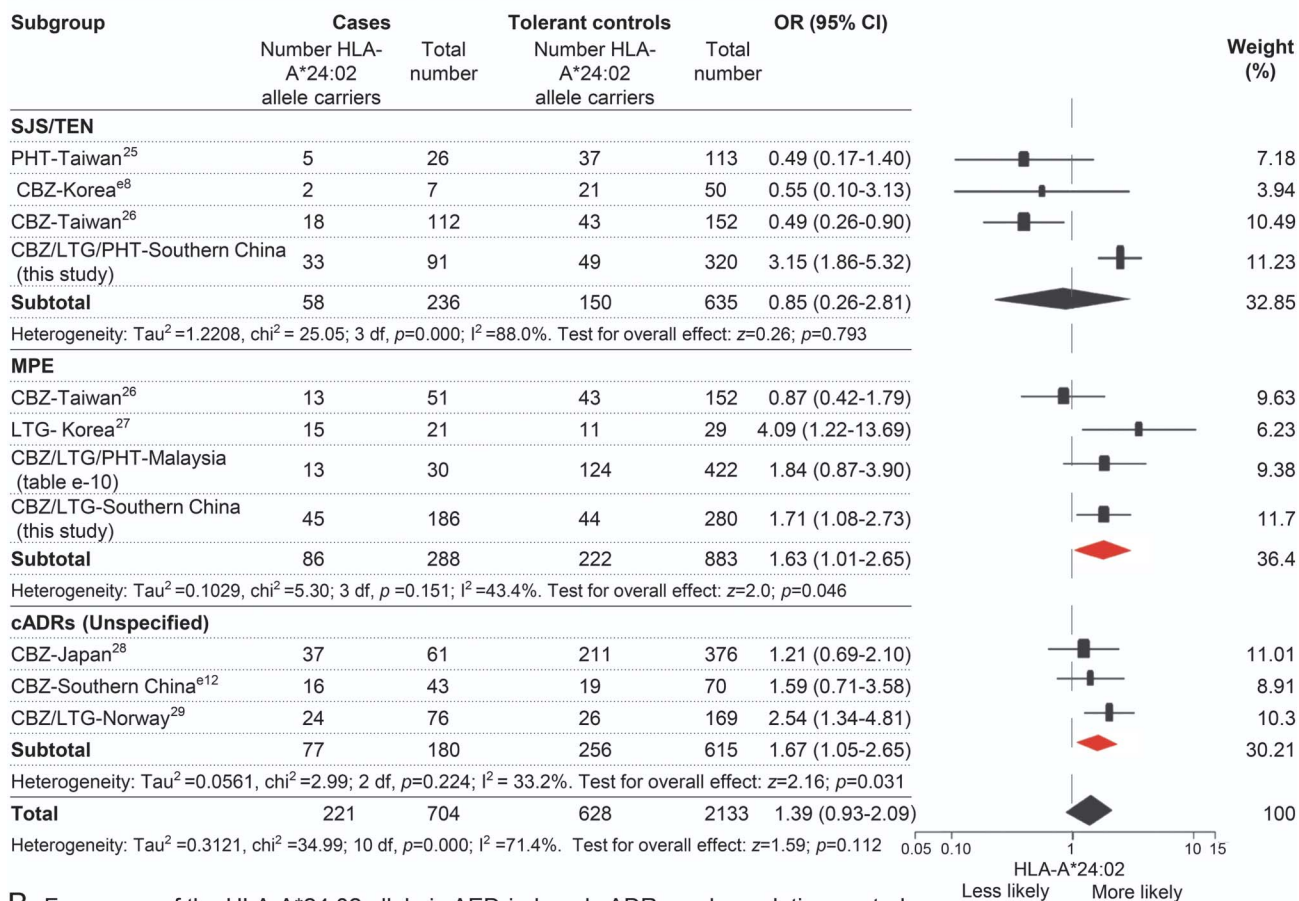 Subgroup Cases Tolerant controls OR (95% CI)
Number HLA-A*24:02 allele carriers Total number Number HLA-A*24:02 allele carriers Total number Weight (%)
SJS/TEN
PHT-Taiwan25 5 26 37 113 0.49 (0.17-1.40) 7.18
CBZ-Koreae8 2 7 21 50 0.55 (0.10-3.13) 3.94
CBZ-Taiwan26 18 112 43 152 0.49 (0.26-0.90) 10.49
CBZ/LTG/PHT-Southern China (this study) 33 91 49 320 3.15 (1.86-5.32) 11.23
Subtotal 58 236 150 635 0.85 (0.26-2.81) 32.85
Heterogeneity: Tau2 =1.2208, chi2 = 25.05; 3 df, p=0.000; I2 =88.0%. Test for overall effect: z=0.26; p=0.793
MPE
CBZ-Taiwan26 13 51 43 152 0.87 (0.42-1.79) 9.63
LTG- Korea27 15 21 11 29 4.09 (1.22-13.69) 6.23
CBZ/LTG/PHT-Malaysia (table e-10) 13 30 124 422 1.84 (0.87-3.90) 9.38
CBZ/LTG-Southern China (this study) 45 186 44 280 1.71 (1.08-2.73) 11.7
Subtotal 86 288 222 883 1.63 (1.01-2.65) 36.4
Heterogeneity: Tau2 =0.1029, chi2 =5.30; 3 df, p =0.151; I2 =43.4%. Test for overall effect: z=2.0; p=0.046
cADRs (Unspecified)
CBZ-Japan28 37 61 211 376 1.21 (0.69-2.10) 11.01
CBZ-Southern Chinae12 16 43 19 70 1.59 (0.71-3.58) 8.91
CBZ/LTG-Norway29 24 76 26 169 2.54 (1.34-4.81) 10.3
Subtotal 77 180 256 615 1.67 (1.05-2.65) 30.21
Heterogeneity: Tau2 =0.0561, chi2 =2.99; 2 df, p=0.224; I2 = 33.2%. Test for overall effect: z=2.16; p=0.031
Total 221 704 628 2133 1.39 (0.93-2.09) 100
Heterogeneity: Tau2 =0.3121, chi2 =34.99; 10 df, p=0.000; I2 =71.4%. Test for overall effect: z=1.59; p=0.112
0.05 0.10 1 10 15
HLA-A*24:02
Less likely More likely